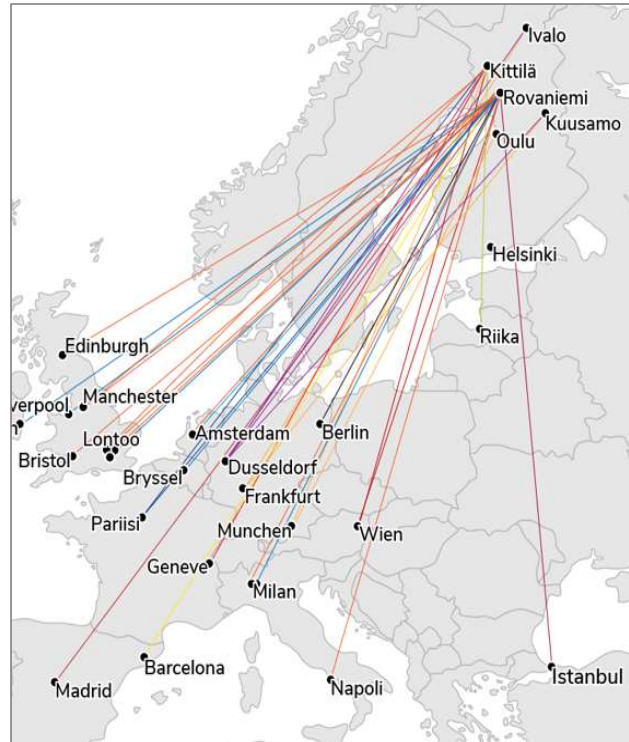 Ivalo
Kittilä
Rovaniemi
Kuusamo
Oulu
Helsinki
Riika
Edinburgh
Manchester
verpool
n
Lontoo
Bristol
Amsterdam
Berlin
Bryssel
Dusseldorf
Frankfurt
Pariisi
Munchen
Wien
Geneve
Milan
Barcelona
Madrid
Napoli
Istanbul